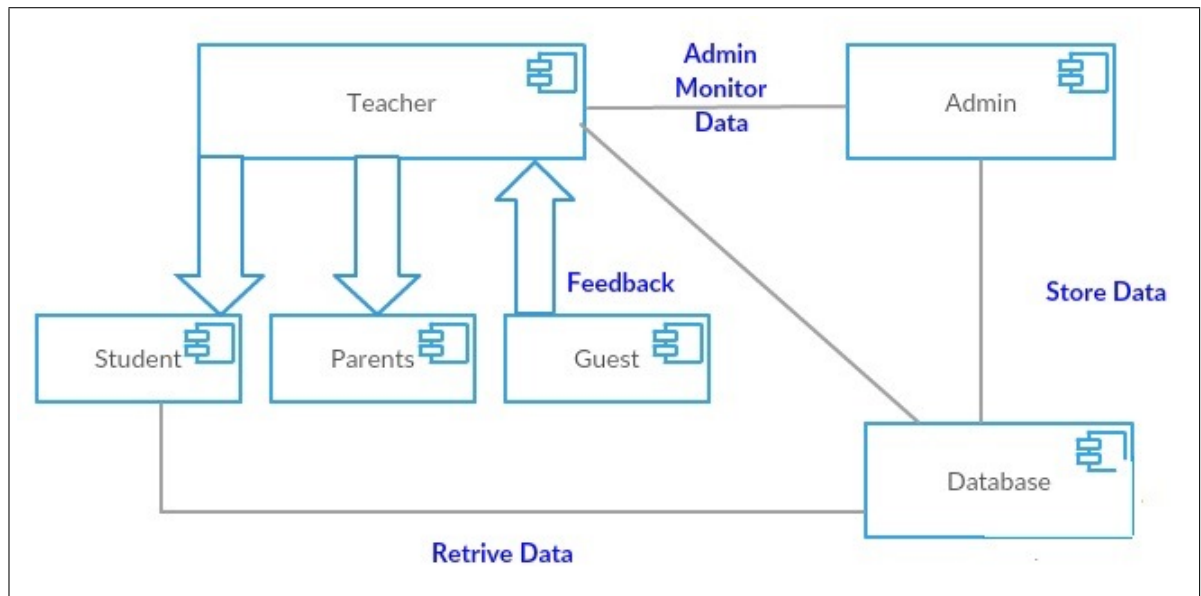 Teacher
Admin
Monitor
Data
Admin
Feedback
Store Data
Student
Parents
Guest
Database
Retrive Data